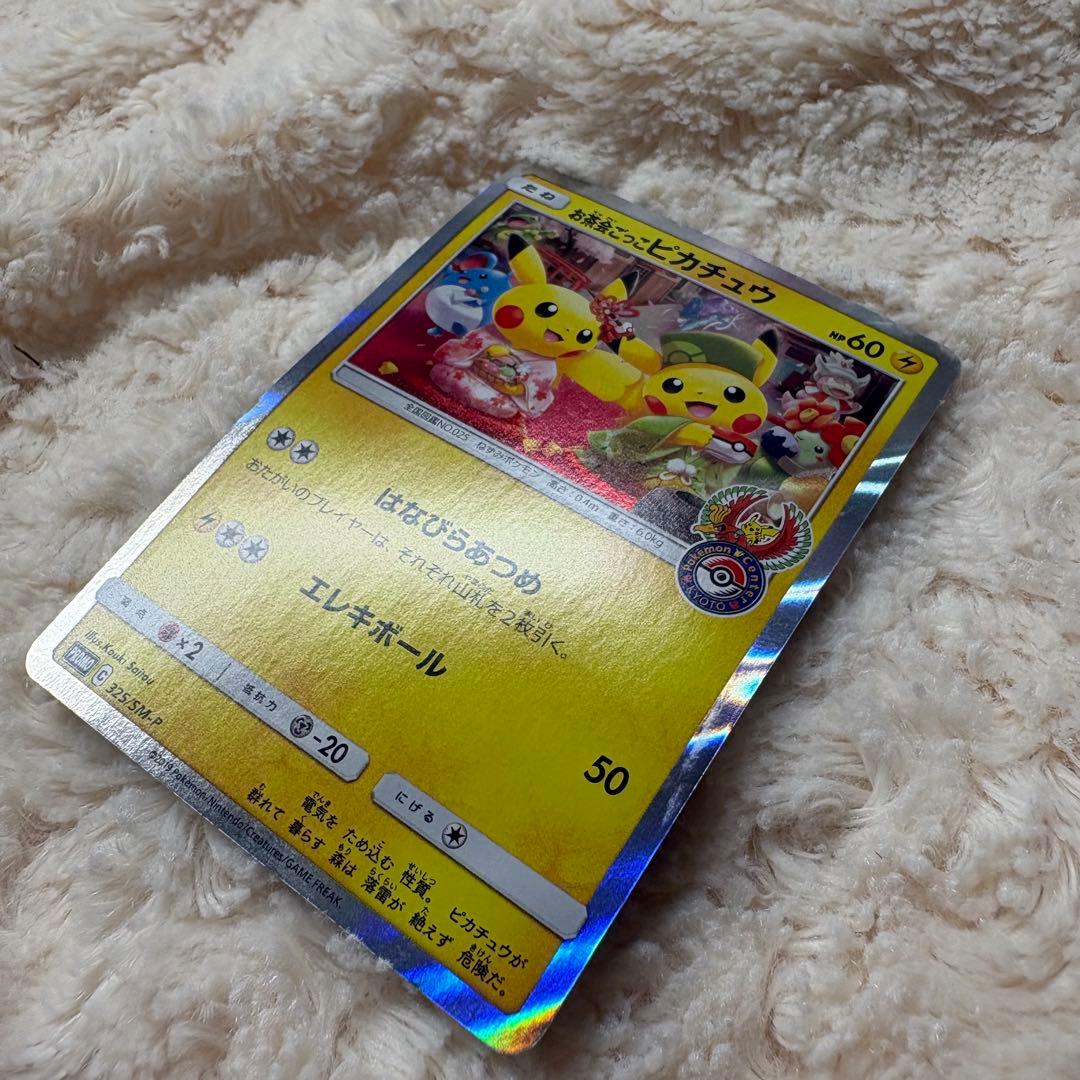 たね
お茶会ごっこピカチュウ
HP60
全国図鑑NO.025 ねずみポケモン 高さ:0.4m 重さ:6.0kg
Pokémon Center
KYOTO
はなびらあつめ
おたがいのプレイヤーは、それぞれ山札を2枚引く。
エレキボール 50
弱点 ×2 抵抗力 -20 にげる
Illus.Kouki Saitou
PROMO C 325/SM-P
電気を ため込む 性質。 ピカチュウが
群れて 暮らす 森は 落雷が 絶えず 危険だ。
©2019 Pokémon/Nintendo/Creatures/GAME FREAK.